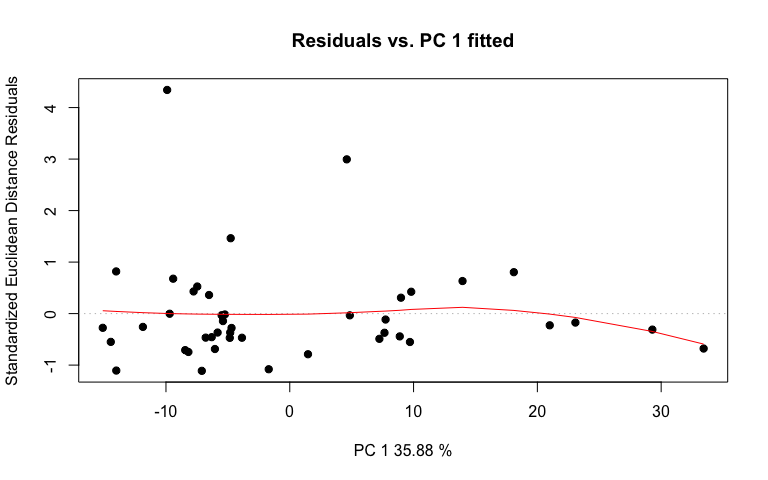 Residuals vs. PC 1 fitted
Standardized Euclidean Distance Residuals
4
3
2
1
0
-1
-10 0 10 20 30
PC 1 35.88 %